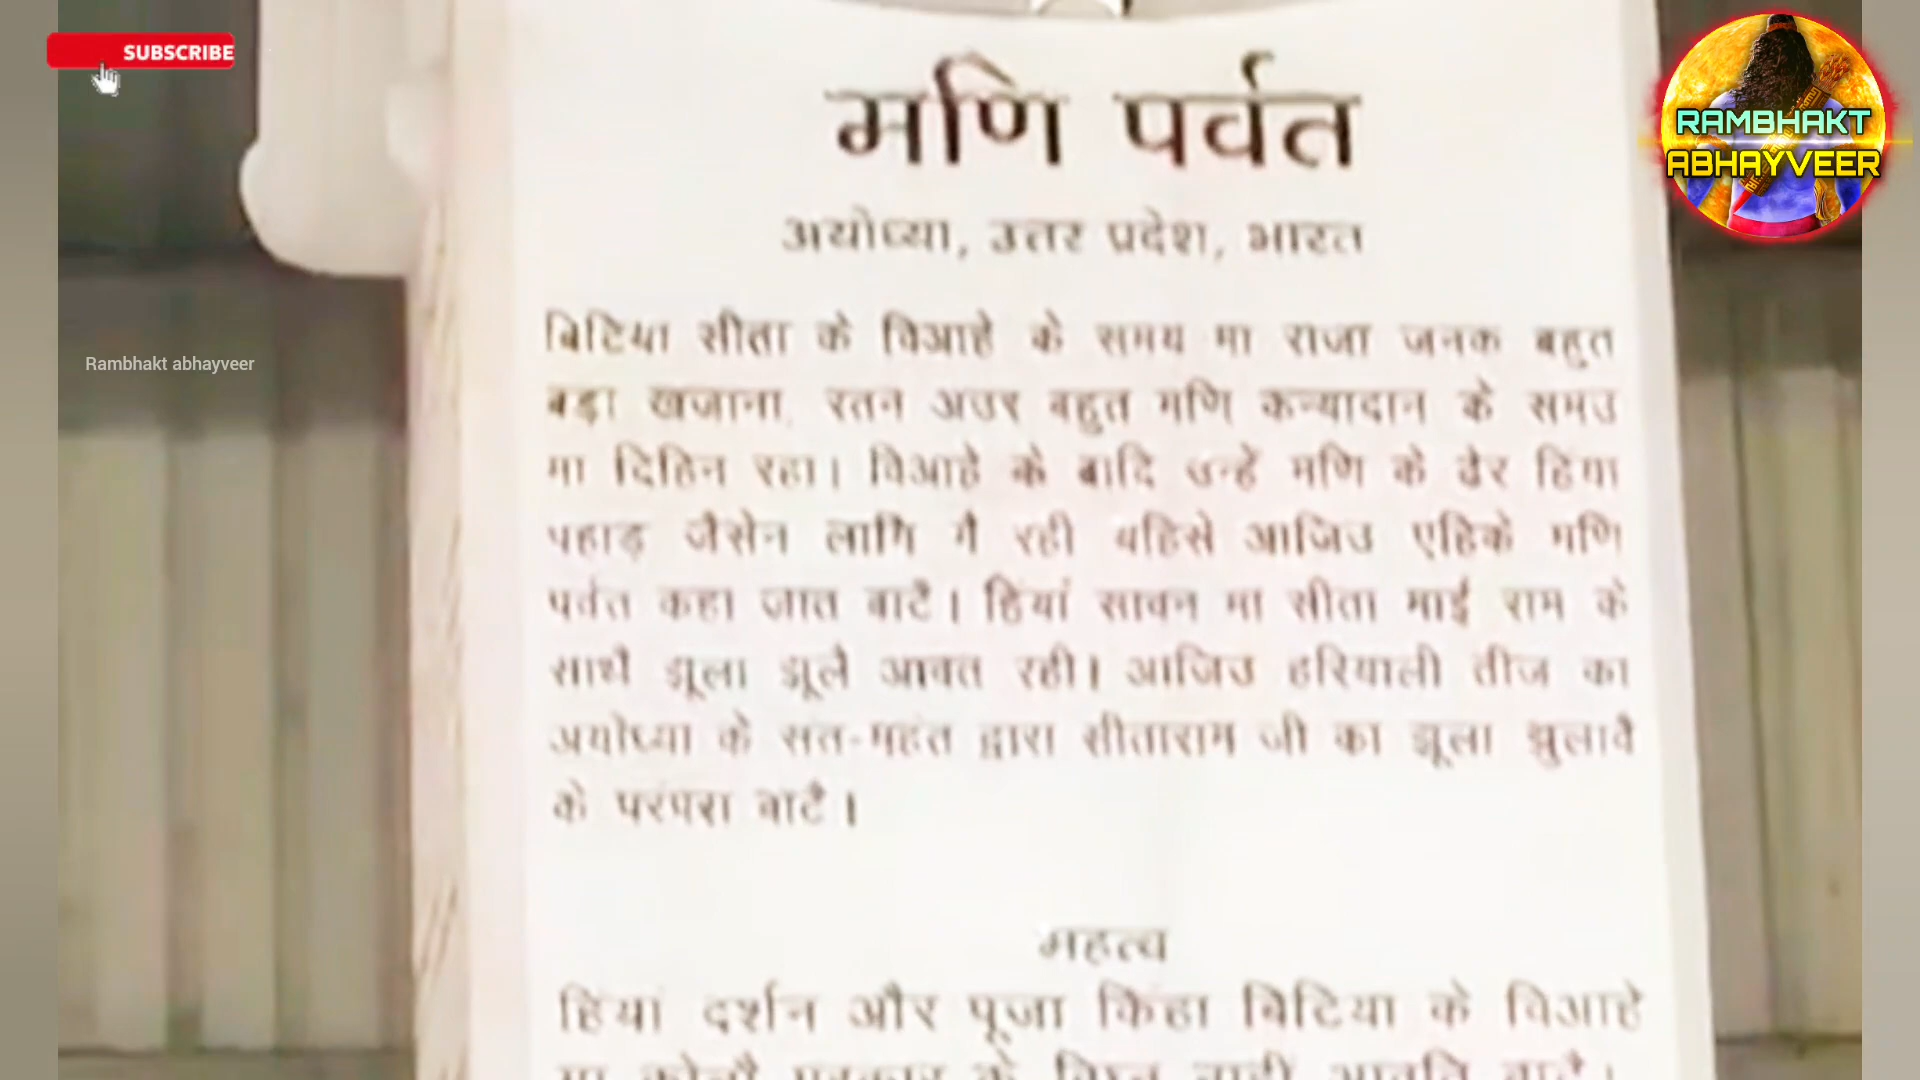 SUBSCRIBE
RAMBHAKT
ABHAYVEER
Rambhakt abhayveer
मणि पर्वत
अयोध्या, उत्तर प्रदेश, भारत
बिटिया सीता के विआहे के समय मा राजा जनक बहुत
बड़ा खजाना, रतन अउर बहुत मणि कन्यादान के समउ
मा दिहिन रहा। विआहे के बादि उन्हें मणि के ढेर हिंया
पहाड़ जैसेन लागि गै रही वहिसे आजिउ एहिके मणि
पर्वत कहा जात बाटै। हियां सावन मा सीता माई राम के
साथै झूला झूलै आवत रही। आजिउ हरियाली तीज का
अयोध्या के संत-महंत द्वारा सीताराम जी का झूला झुलावै
के परंपरा बाटै।
महत्व
हियां दर्शन और पूजा किंहा बिटिया के विआहे